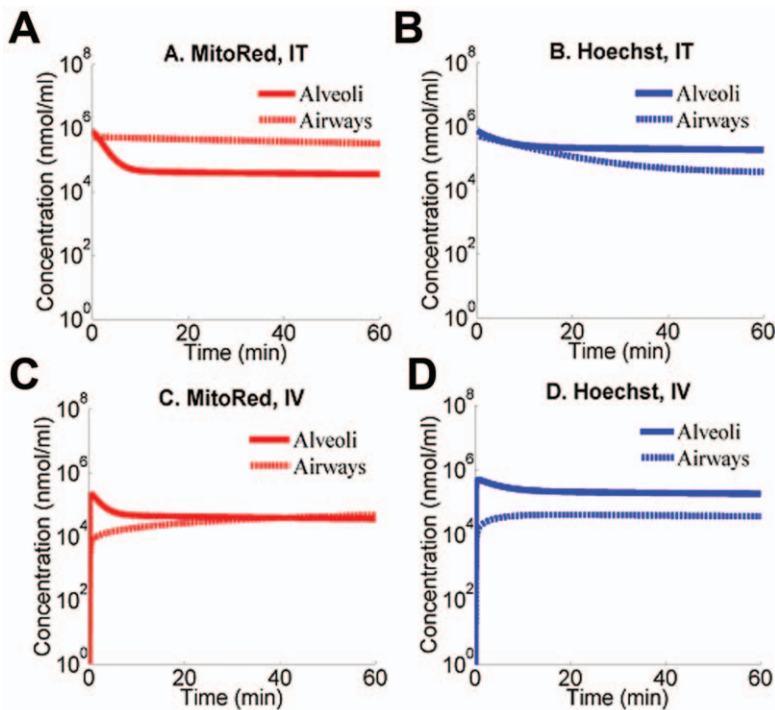 A
A. MitoRed, IT
Concentration (nmol/ml)
10^8
10^6
10^4
10^2
10^0
Alveoli
Airways
0
20
40
60
Time (min)
B
B. Hoechst, IT
Concentration (nmol/ml)
10^8
10^6
10^4
10^2
10^0
Alveoli
Airways
0
20
40
60
Time (min)
C
C. MitoRed, IV
Concentration (nmol/ml)
10^8
10^6
10^4
10^2
10^0
Alveoli
Airways
0
20
40
60
Time (min)
D
D. Hoechst, IV
Concentration (nmol/ml)
10^8
10^6
10^4
10^2
10^0
Alveoli
Airways
0
20
40
60
Time (min)